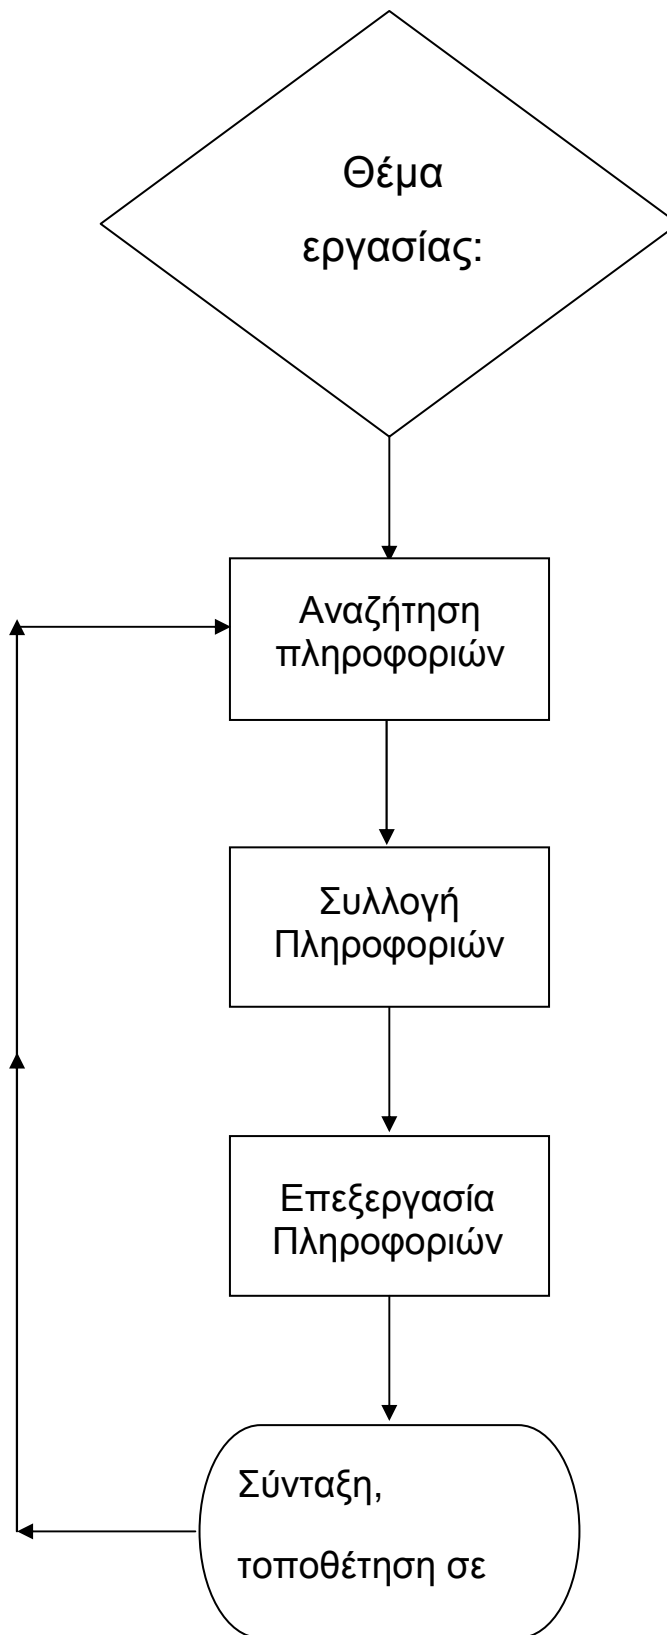 Θέμα
εργασίας:
Αναζήτηση
πληροφοριών
Συλλογή
Πληροφοριών
Επεξεργασία
Πληροφοριών
Σύνταξη,
τοποθέτηση σε